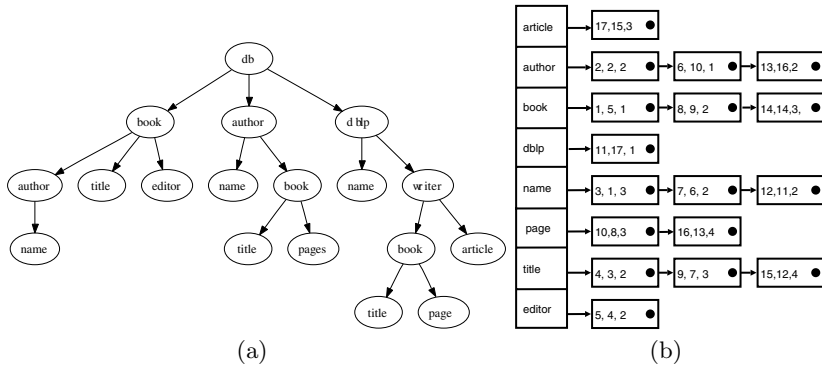 db
book author dblp
author title editor name book name writer
name title pages book article
title page
(a)
article 17,15,3
author 2, 2, 2 6, 10, 1 13,16,2
book 1, 5, 1 8, 9, 2 14,14,3,
dblp 11,17, 1
name 3, 1, 3 7, 6, 2 12,11,2
page 10,8,3 16,13,4
title 4, 3, 2 9, 7, 3 15,12,4
editor 5, 4, 2
(b)